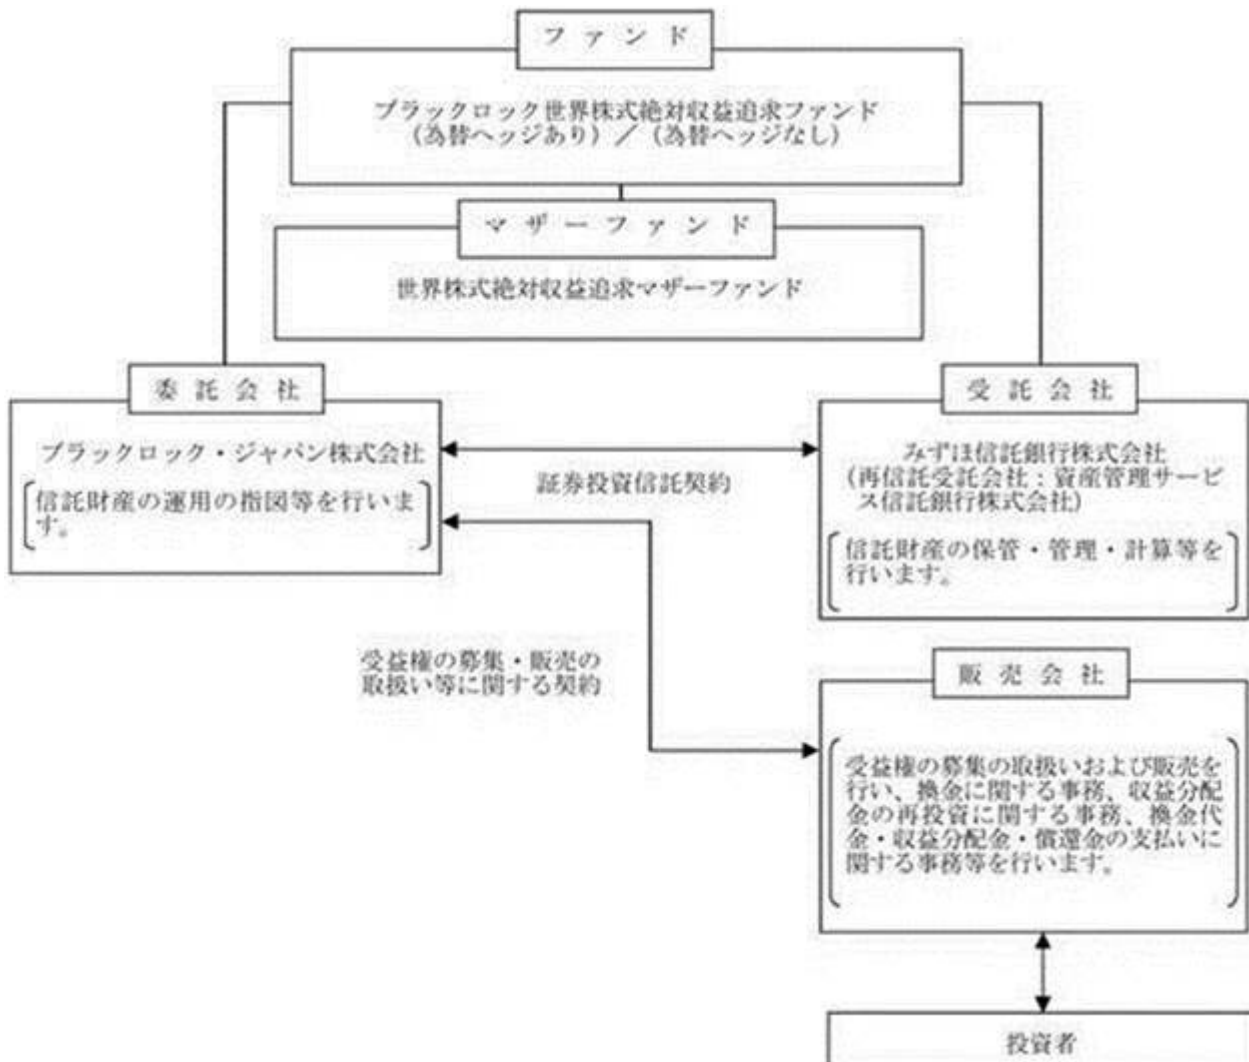 ファンド
ブラックロック世界株式絶対収益追求ファンド
(為替ヘッジあり)/(為替ヘッジなし)
マザーファンド
世界株式絶対収益追求マザーファンド
委託会社
ブラックロック・ジャパン株式会社
信託財産の運用の指図等を行いま
す。
証券投資信託契約
受託会社
みずほ信託銀行株式会社
(再信託受託会社:資産管理サービ
ス信託銀行株式会社)
信託財産の保管・管理・計算等を
行います。
受益権の募集・販売の
取扱い等に関する契約
販売会社
受益権の募集の取扱いおよび販売を
行い、換金に関する事務、収益分配
金の再投資に関する事務、換金代
金・収益分配金・償還金の支払いに
関する事務等を行います。
投資者